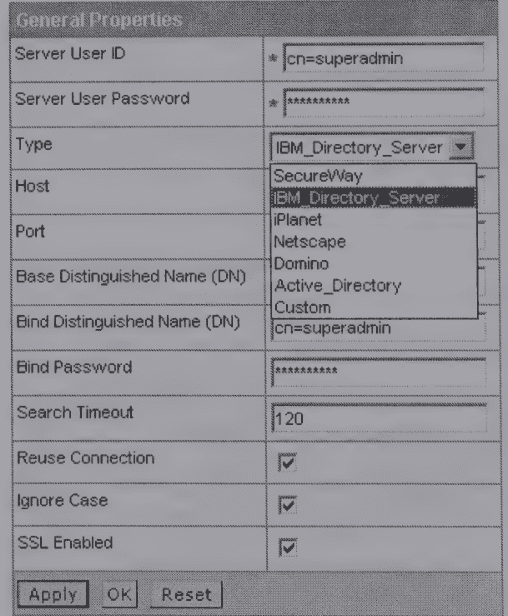 General Properties
Server User ID * cn=superadmin
Server User Password * **********
Type IBM_Directory_Server
Host SecureWay
IBM_Directory_Server
iPlanet
Port Netscape
Domino
Base Distinguished Name (DN) Active_Directory
Custom
Bind Distinguished Name (DN) cn=superadmin
Bind Password **********
Search Timeout 120
Reuse Connection
Ignore Case
SSL Enabled
Apply OK Reset